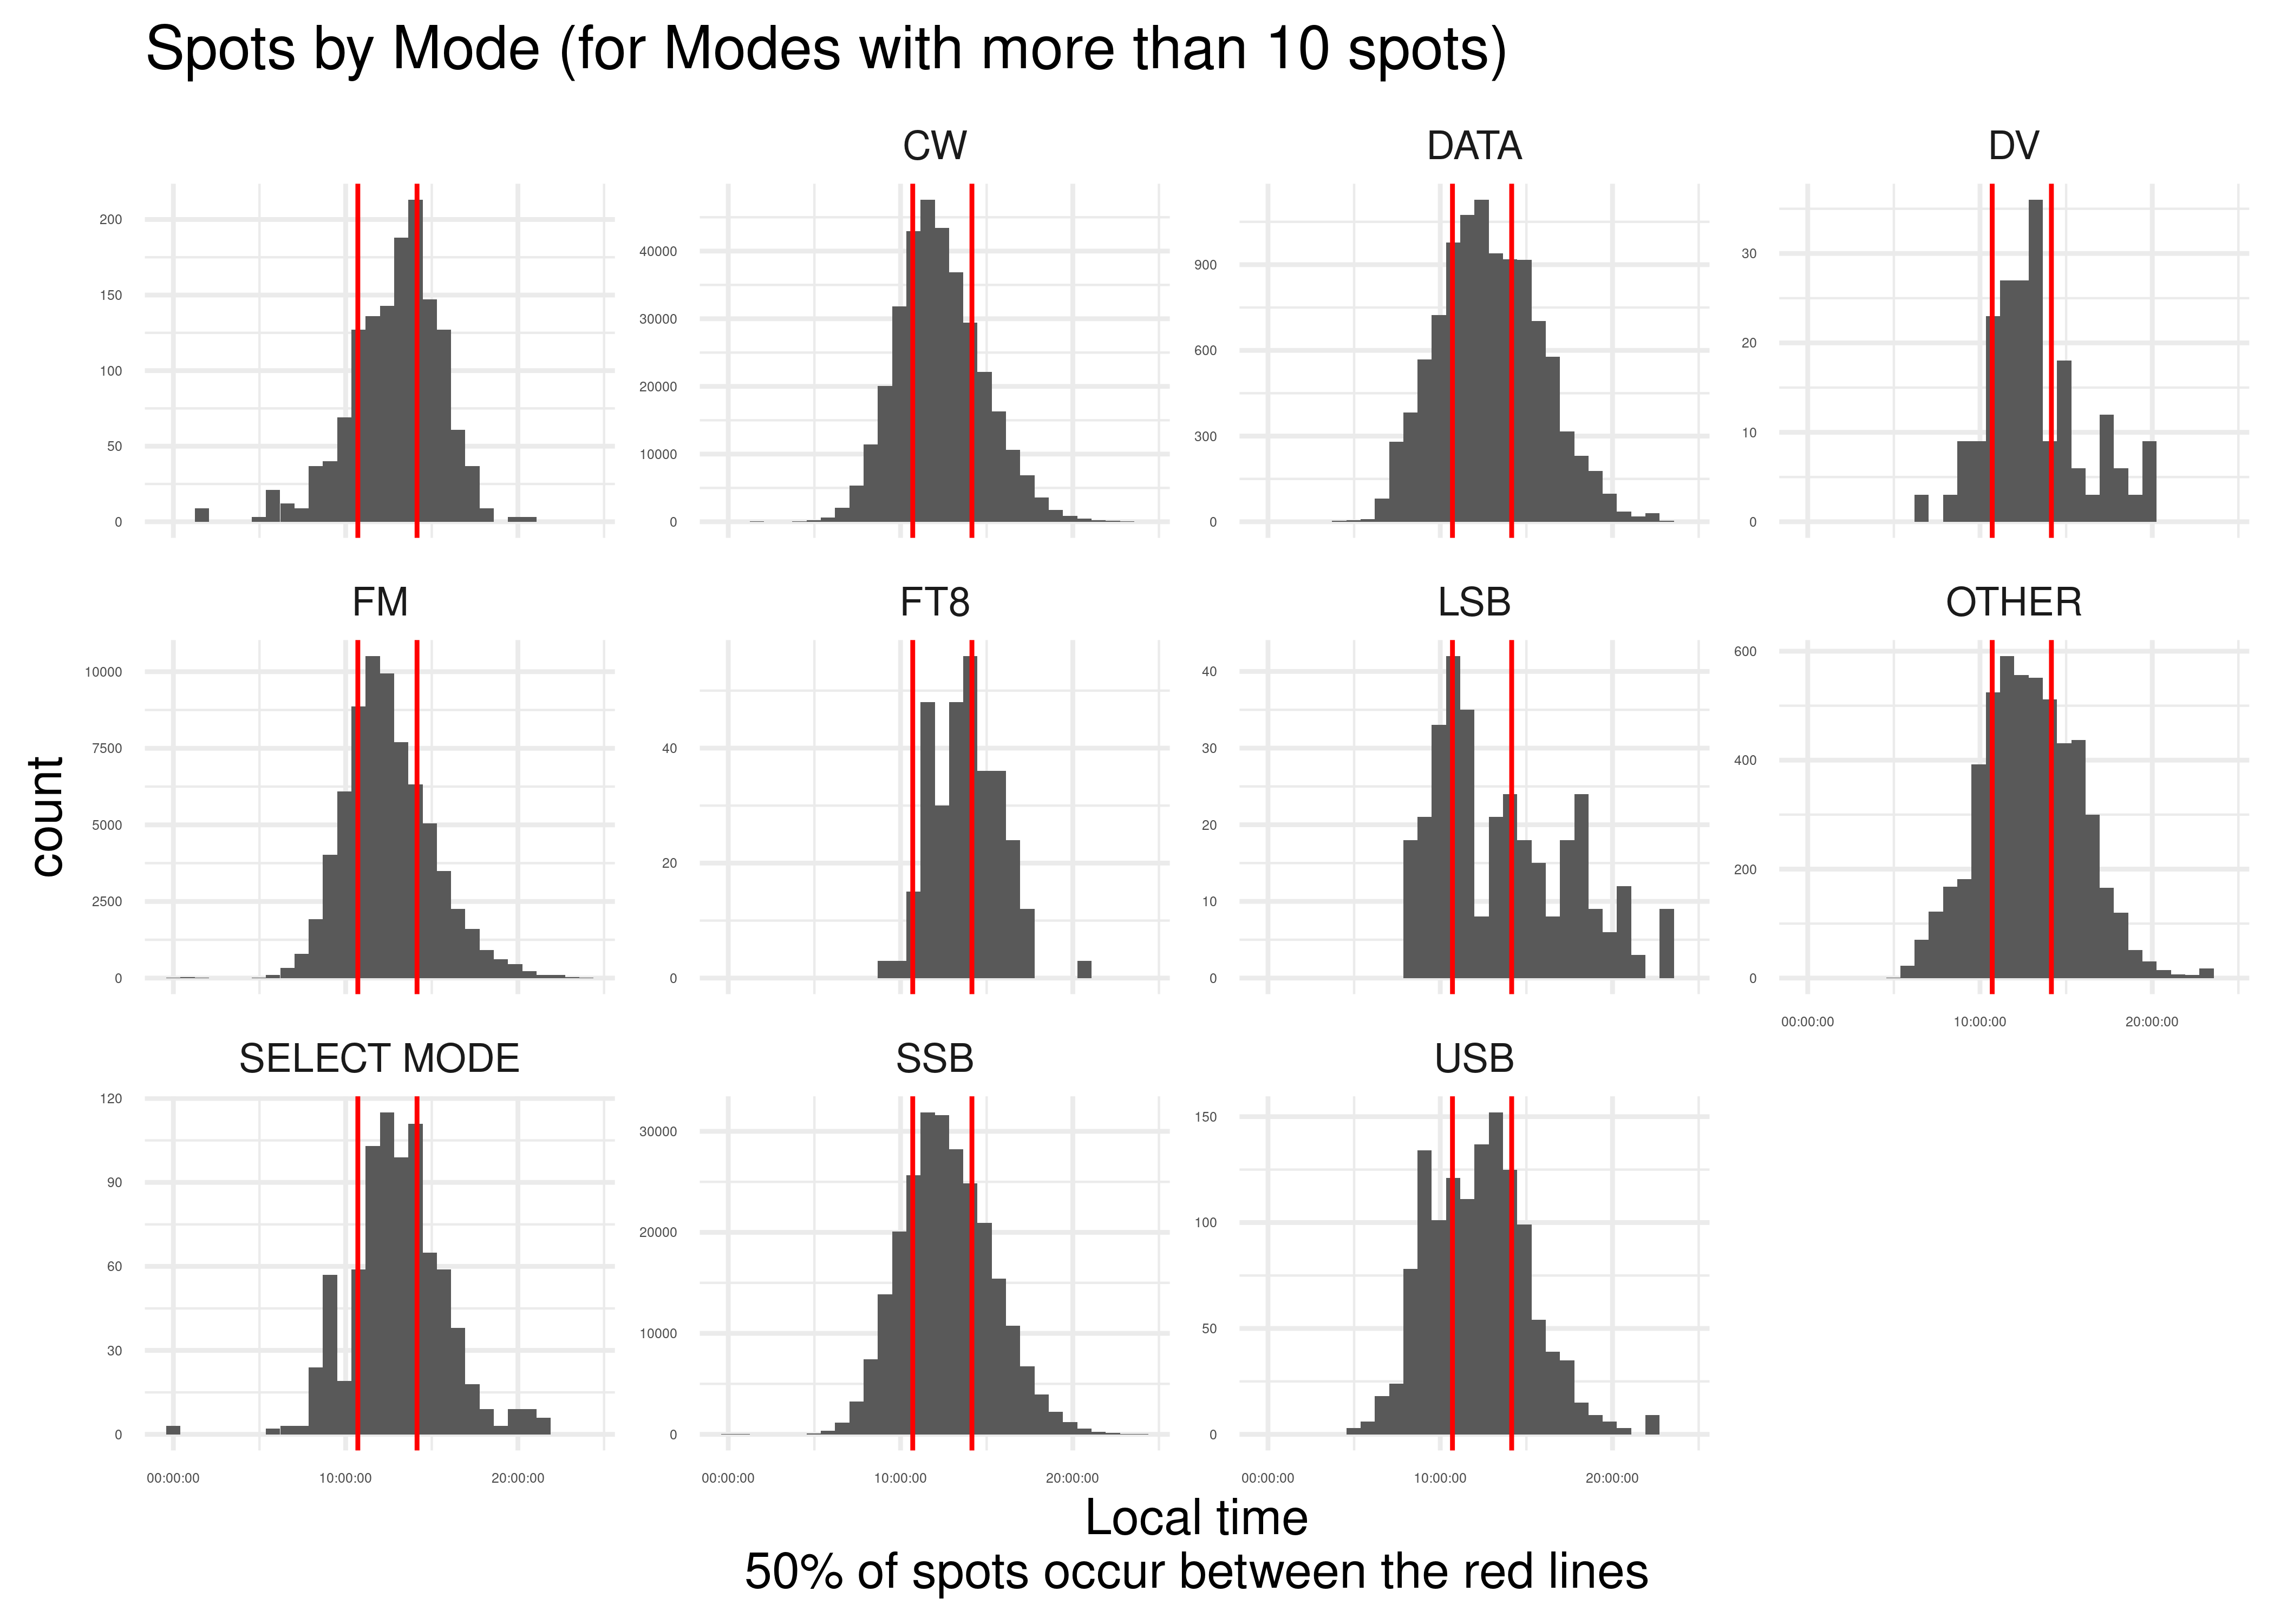 Spots by Mode (for Modes with more than 10 spots)
CW DATA DV
200 150 100 50 0
40000 30000 20000 10000 0
900 600 300 0
30 20 10 0
FM FT8 LSB OTHER
10000 7500 5000 2500 0
40 20 0
40 30 20 10 0
600 400 200 0
00:00:00 10:00:00 20:00:00
SELECT MODE SSB USB
120 90 60 30 0
30000 20000 10000 0
150 100 50 0
00:00:00 10:00:00 20:00:00 00:00:00 10:00:00 20:00:00 00:00:00 10:00:00 20:00:00
count
Local time
50% of spots occur between the red lines